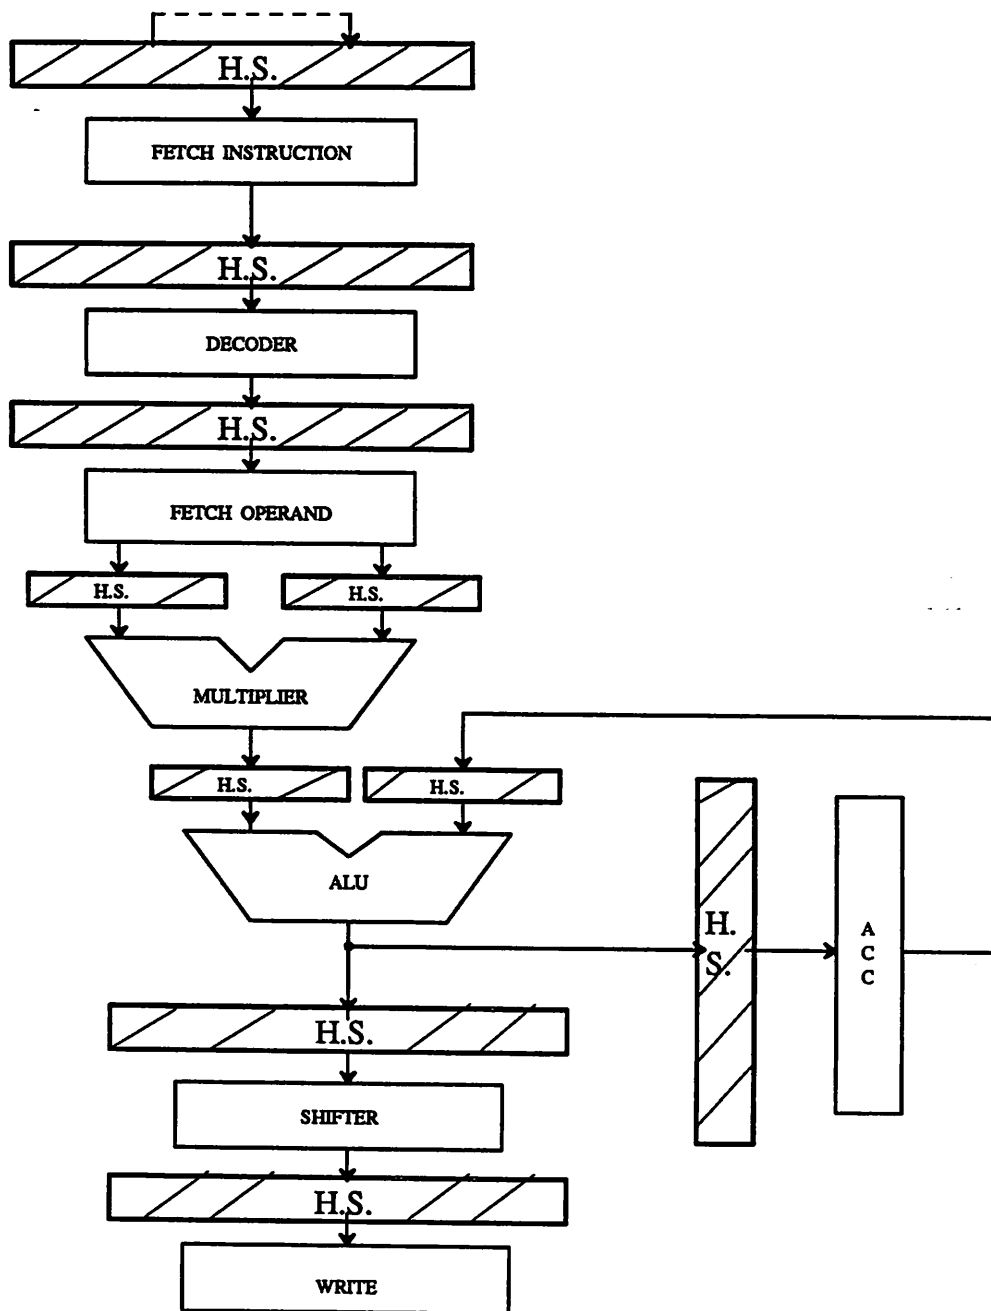 H.S.
FETCH INSTRUCTION
H.S.
DECODER
H.S.
FETCH OPERAND
H.S.
H.S.
MULTIPLIER
H.S.
H.S.
ALU
H.
S.
A
C
C
H.S.
SHIFTER
H.S.
WRITE